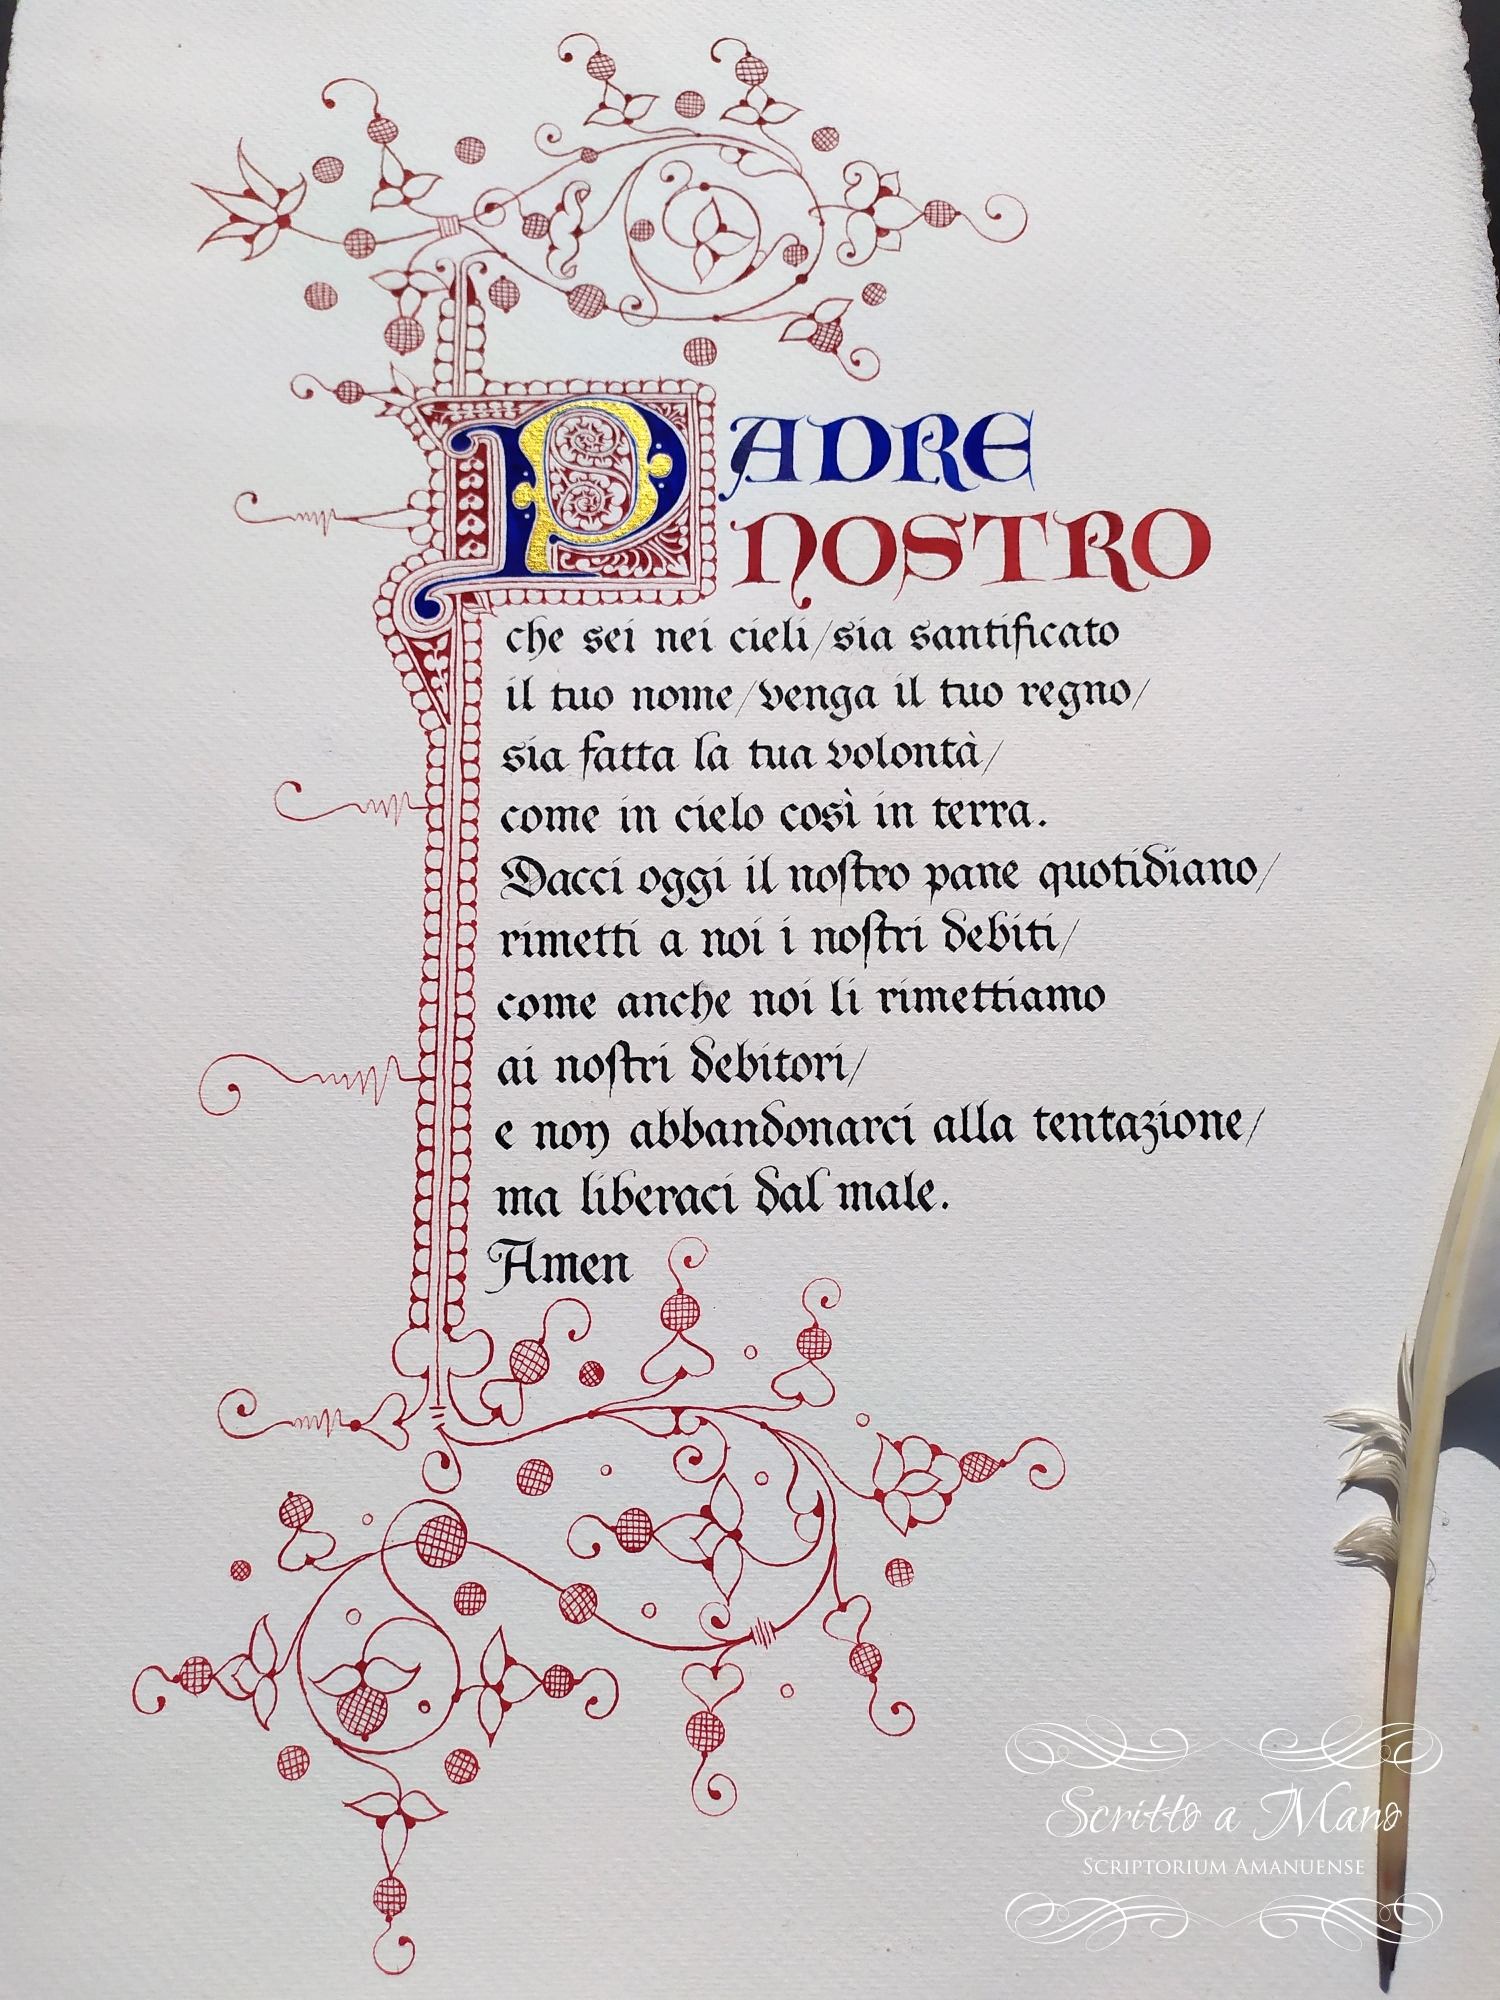 PADRE
NOSTRO
che sei nei cieli/sia santificato
il tuo nome/venga il tuo regno/
sia fatta la tua volontà/
come in cielo così in terra.
Dacci oggi il nostro pane quotidiano/
rimetti a noi i nostri debiti/
come anche noi li rimettiamo
ai nostri debitori/
e non abbandonarci alla tentazione/
ma liberaci dal male.
Amen
Scritto a Mano
SCRIPTORIUM AMANUENSE